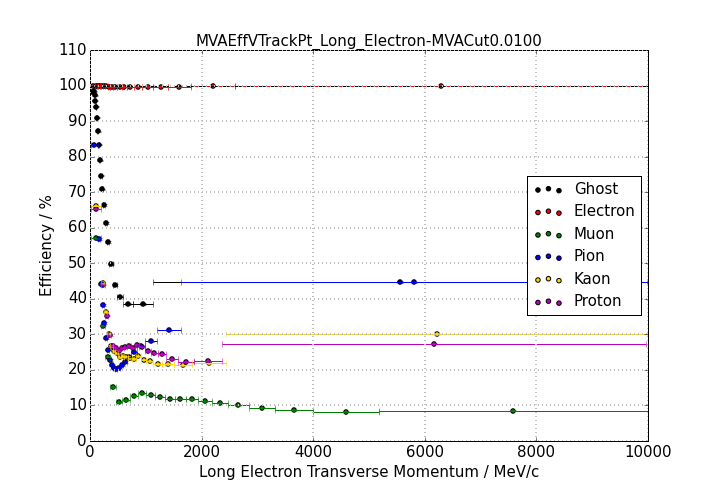 MVAEffVTrackPt_Long_Electron-MVACut0.0100
110
100
90
80
70
60
50
40
30
20
10
0
Efficiency / %
Ghost
Electron
Muon
Pion
Kaon
Proton
0 2000 4000 6000 8000 10000
Long Electron Transverse Momentum / MeV/c